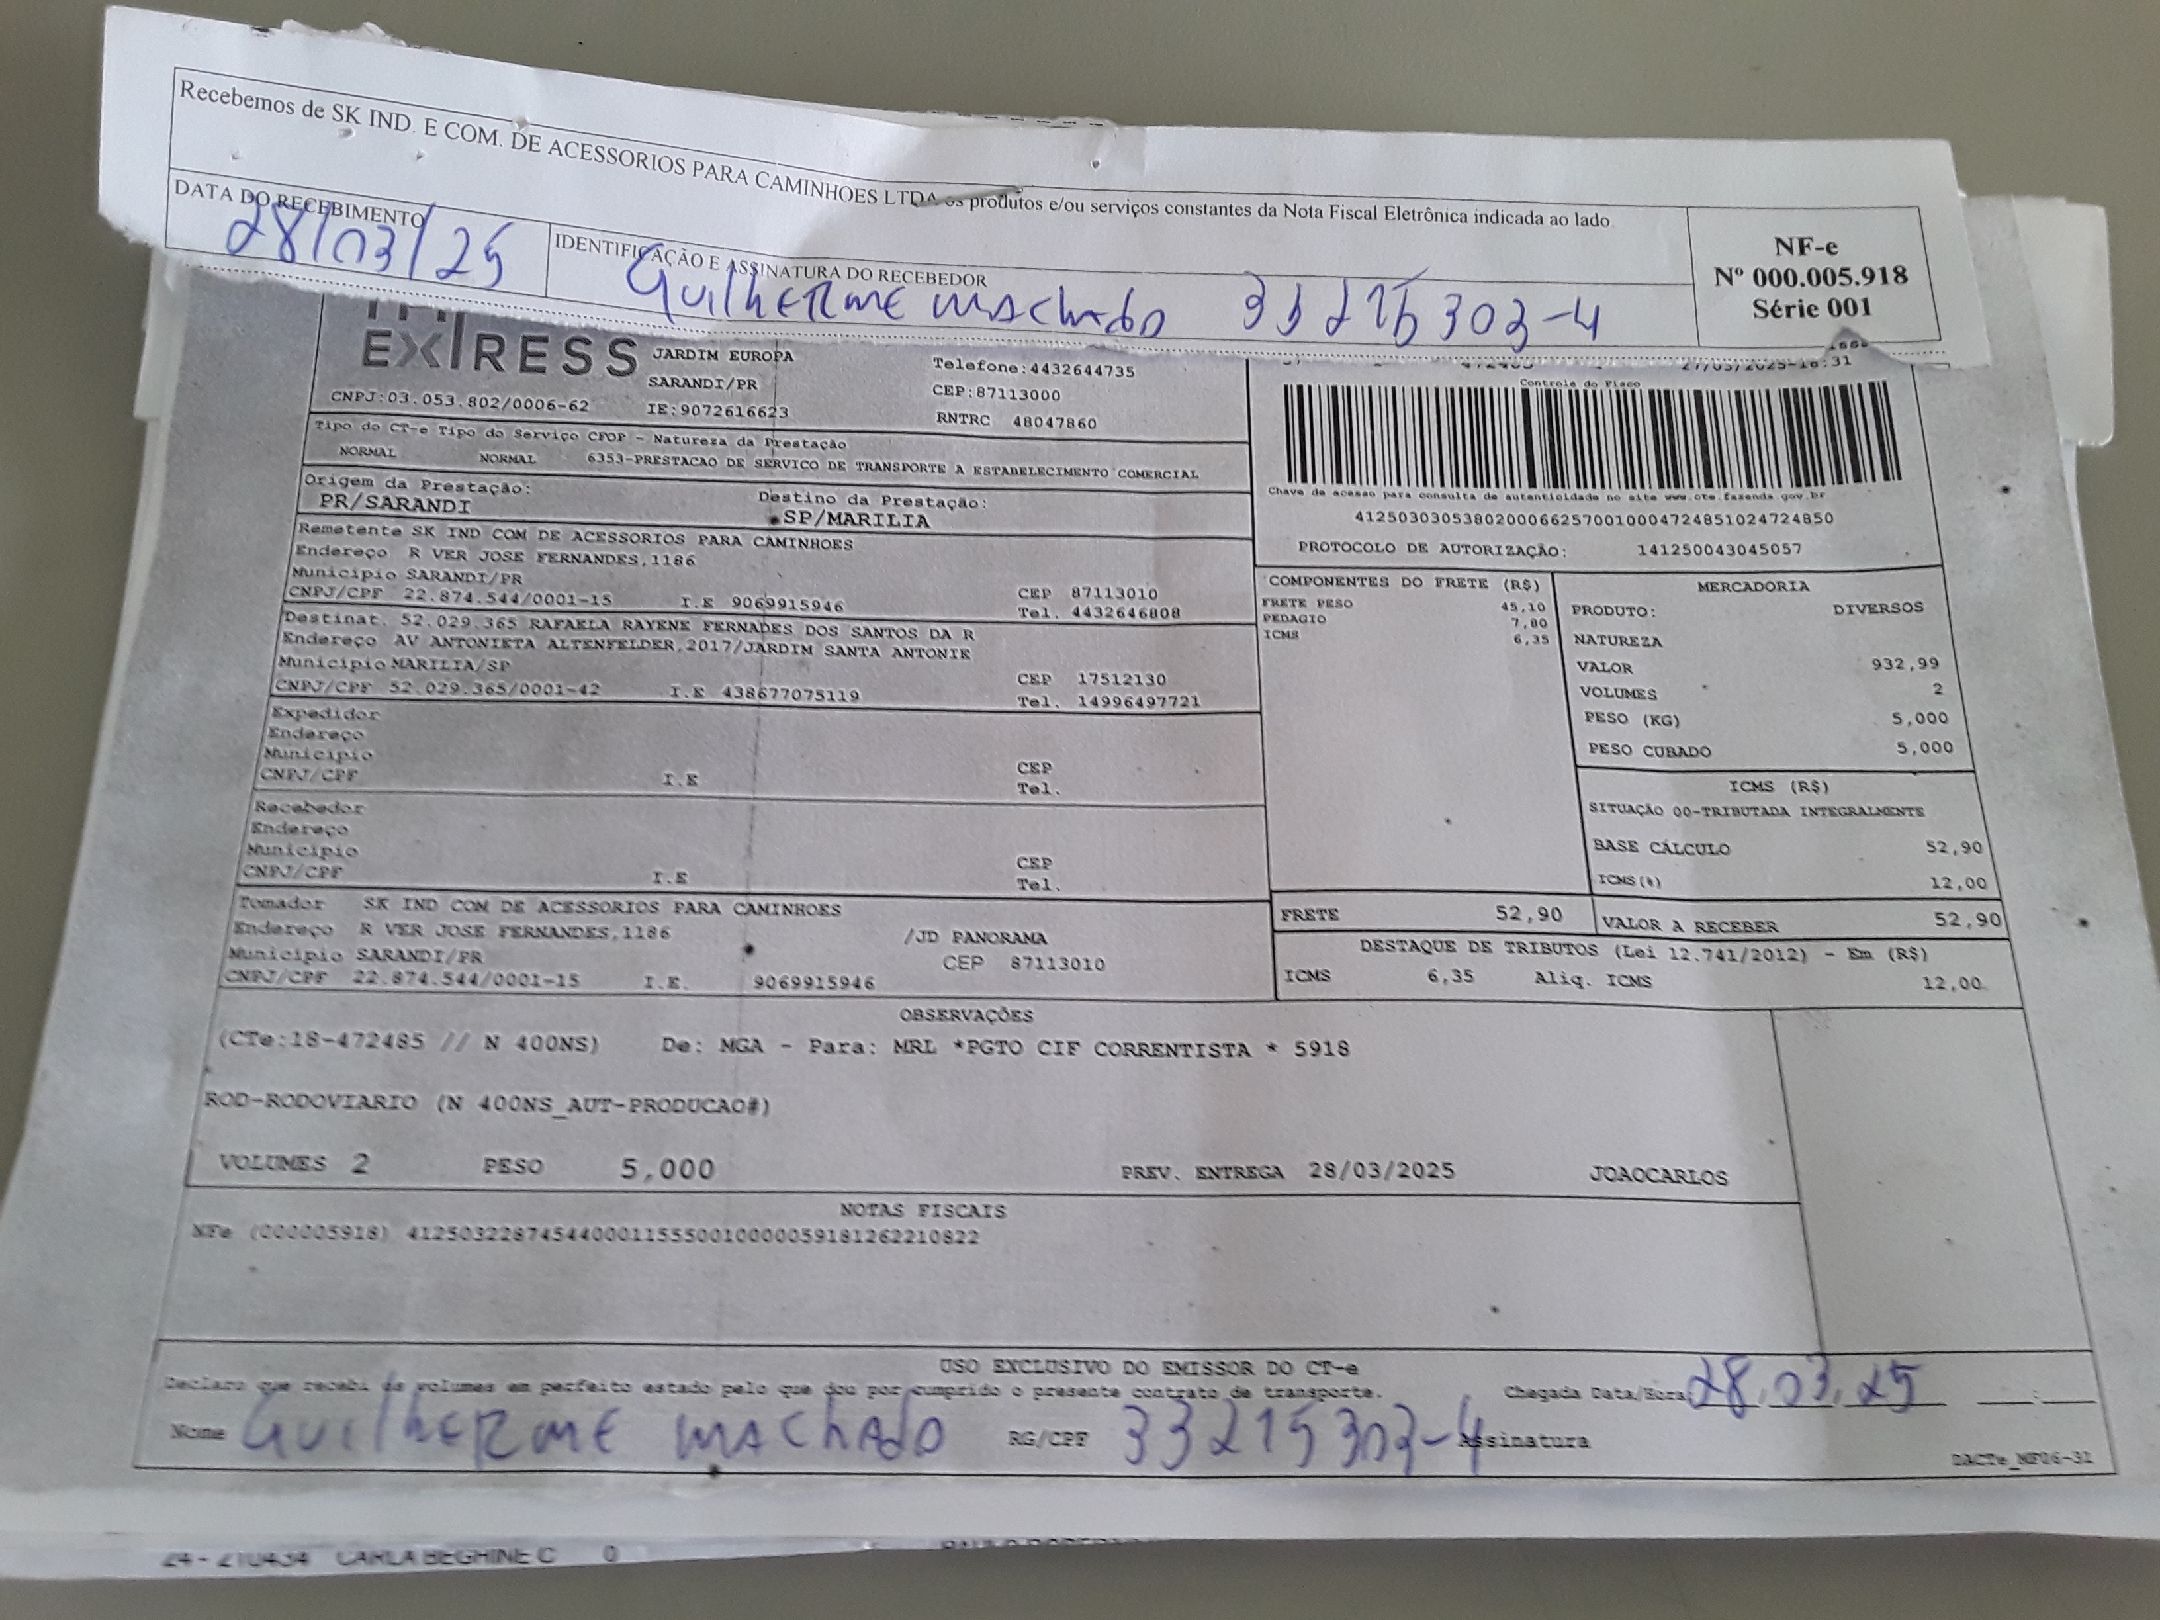 Recebemos de SK IND. E COM. DE ACESSORIOS PARA CAMINHOES LTDA os produtos e/ou serviços constantes da Nota Fiscal Eletrônica indicada ao lado
DATA DO RECEBIMENTO
28/03/25
IDENTIFICAÇÃO E ASSINATURA DO RECEBEDOR
Guilherme machado 33215303-4
NF-e
Nº 000.005.918
Série 001
EXPRESS
CNPJ:03.053.802/0006-62
JARDIM EUROPA
SARANDI/PR
IE:9072616623
Telefone:4432644735
CEP:87113000
RNTRC 48047860
Controle do Fisco
Chave de acesso para consulta de autenticidade no site www.cte.fazenda.gov.br
41250303053802000662570010004724851024724850
PROTOCOLO DE AUTORIZAÇÃO: 141250043045057
Tipo do CT-e Tipo do Serviço CFOP - Natureza da Prestação
NORMAL NORMAL 6353-PRESTACAO DE SERVICO DE TRANSPORTE A ESTABELECIMENTO COMERCIAL
Origem da Prestação: Destino da Prestação:
PR/SARANDI SP/MARILIA
Remetente SK IND COM DE ACESSORIOS PARA CAMINHOES
Endereço R VER JOSE FERNANDES,1186
Município SARANDI/PR CEP 87113010
CNPJ/CPF 22.874.544/0001-15 I.E 9069915946 Tel. 4432646808
Destinat. 52.029.365 RAFAELA RAYENE FERNADES DOS SANTOS DA R
Endereço AV ANTONIETA ALTENFELDER,2017/JARDIM SANTA ANTONIE
Município MARILIA/SP CEP 17512130
CNPJ/CPF 52.029.365/0001-42 I.E 438677075119 Tel. 14996497721
Expedidor
Endereço
Município CEP
CNPJ/CPF I.E Tel.
Recebedor
Endereço
Município CEP
CNPJ/CPF I.E Tel.
Tomador SK IND COM DE ACESSORIOS PARA CAMINHOES
Endereço R VER JOSE FERNANDES,1186 /JD PANORAMA
Município SARANDI/PR CEP 87113010
CNPJ/CPF 22.874.544/0001-15 I.E. 9069915946
COMPONENTES DO FRETE (R$)
FRETE PESO 45,10
PEDAGIO 7,80
ICMS 6,35
MERCADORIA
PRODUTO: DIVERSOS
NATUREZA
VALOR 932,99
VOLUMES 2
PESO (KG) 5,000
PESO CUBADO 5,000
ICMS (R$)
SITUAÇÃO 00-TRIBUTADA INTEGRALMENTE
BASE CÁLCULO 52,90
ICMS(%) 12,00
FRETE 52,90 VALOR A RECEBER 52,90
DESTAQUE DE TRIBUTOS (Lei 12.741/2012) - Em (R$)
ICMS 6,35 Aliq. ICMS 12,00
OBSERVAÇÕES
(CTe:18-472485 // N 400NS) De: MGA - Para: MRL *PGTO CIF CORRENTISTA * 5918
ROD-RODOVIARIO (N 400NS_AUT-PRODUCAO#)
VOLUMES 2 PESO 5,000 PREV. ENTREGA 28/03/2025 JOAOCARLOS
NOTAS FISCAIS
NFe (000005918) 41250322874544000115550010000059181262210822
USO EXCLUSIVO DO EMISSOR DO CT-e
Declaro que recebi os volumes em perfeito estado pelo que dou por cumprido o presente contrato de transporte. Chegada Data/Hora 28.03.25
Nome Guilherme machado RG/CPF 33215303-4 Assinatura
DACTe_MF06-31
24 - 210434 CARLA BEGHINE C 0